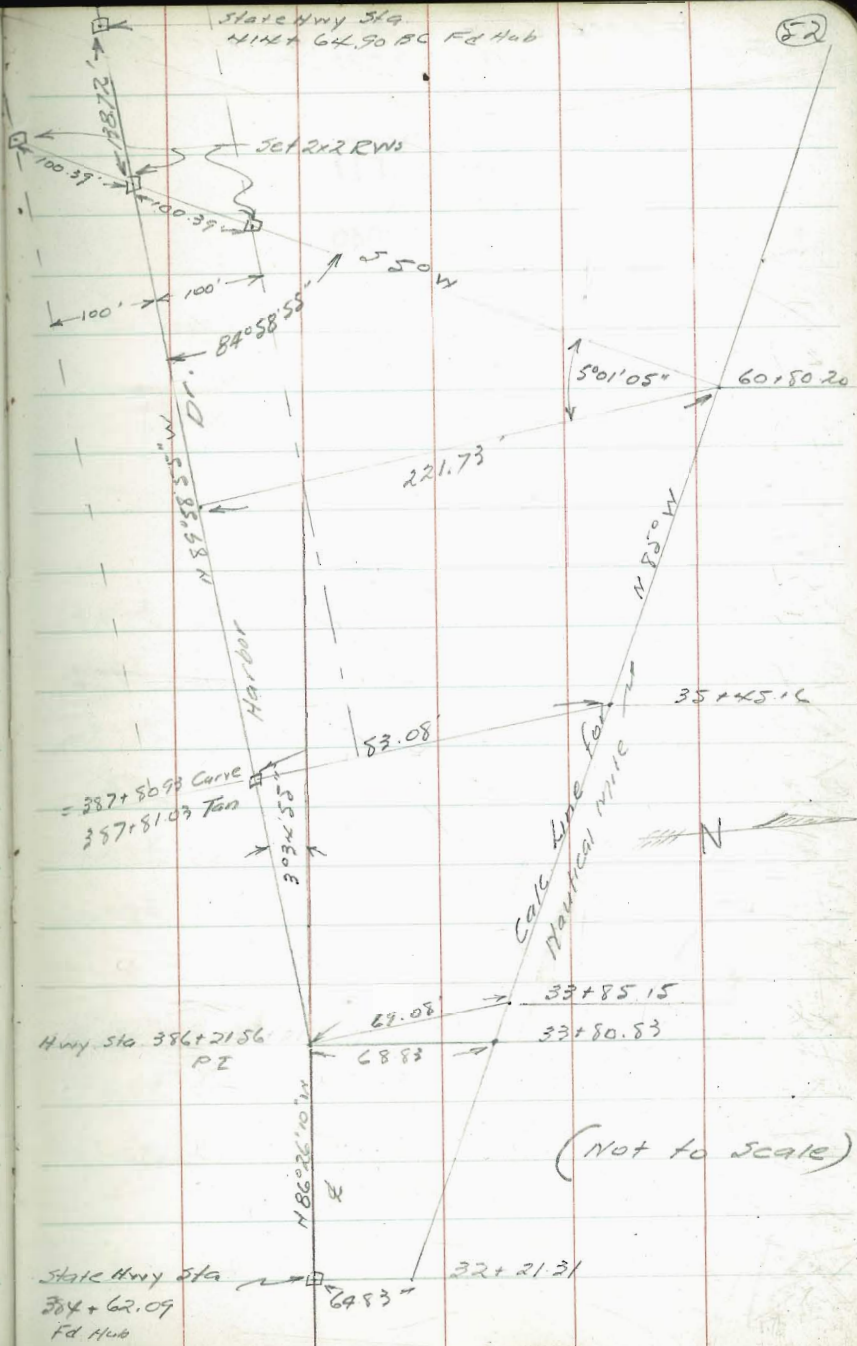 State Hwy Sta.
414+64.90 BC Fd Hub
52
138.72'
Set 2x2 RWs
100.39'
100.39'
S 5° W
100'
100'
84°58'55"
5°01'05"
60+80.20
Dr.
221.73'
N 89°58'55" W
N 85° W
Harbor
35+45.16
83.08'
= 387+80.93 Curve
387+81.03 Tan
3°34'55"
Calc Line For
Nautical Mile
N
69.08'
33+85.15
Hwy. Sta. 386+21.56
PI
68.83
33+80.83
N 86°26'10" W
(Not to Scale)
State Hwy Sta
384+62.09
Fd. Hub
64.83"
32+21.31